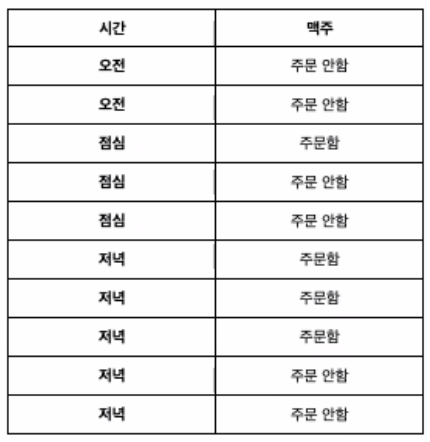 시간 맥주
오전 주문 안함
오전 주문 안함
점심 주문함
점심 주문 안함
점심 주문 안함
저녁 주문함
저녁 주문함
저녁 주문함
저녁 주문 안함
저녁 주문 안함